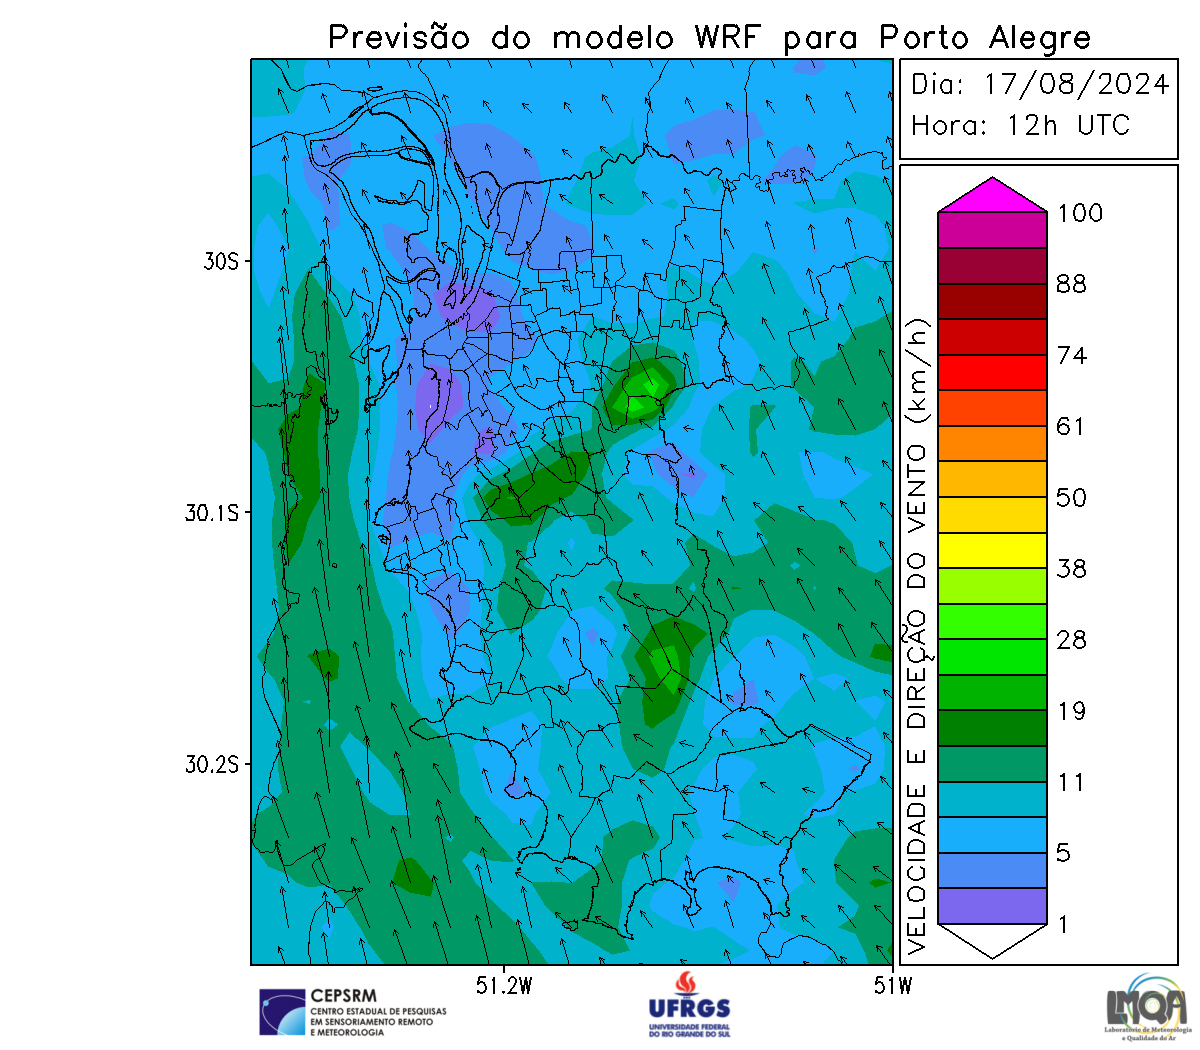 Previsão do modelo WRF para Porto Alegre
Dia: 17/08/2024
Hora: 12h UTC
30S
30.1S
30.2S
51.2W
51W
VELOCIDADE E DIREÇÃO DO VENTO (km/h)
100
88
74
61
50
38
28
19
11
5
1
CEPSRM
CENTRO ESTADUAL DE PESQUISAS
EM SENSORIAMENTO REMOTO
E METEOROLOGIA
UFRGS
UNIVERSIDADE FEDERAL
DO RIO GRANDE DO SUL
LMQA
Laboratório de Meteorologia
e Qualidade do Ar